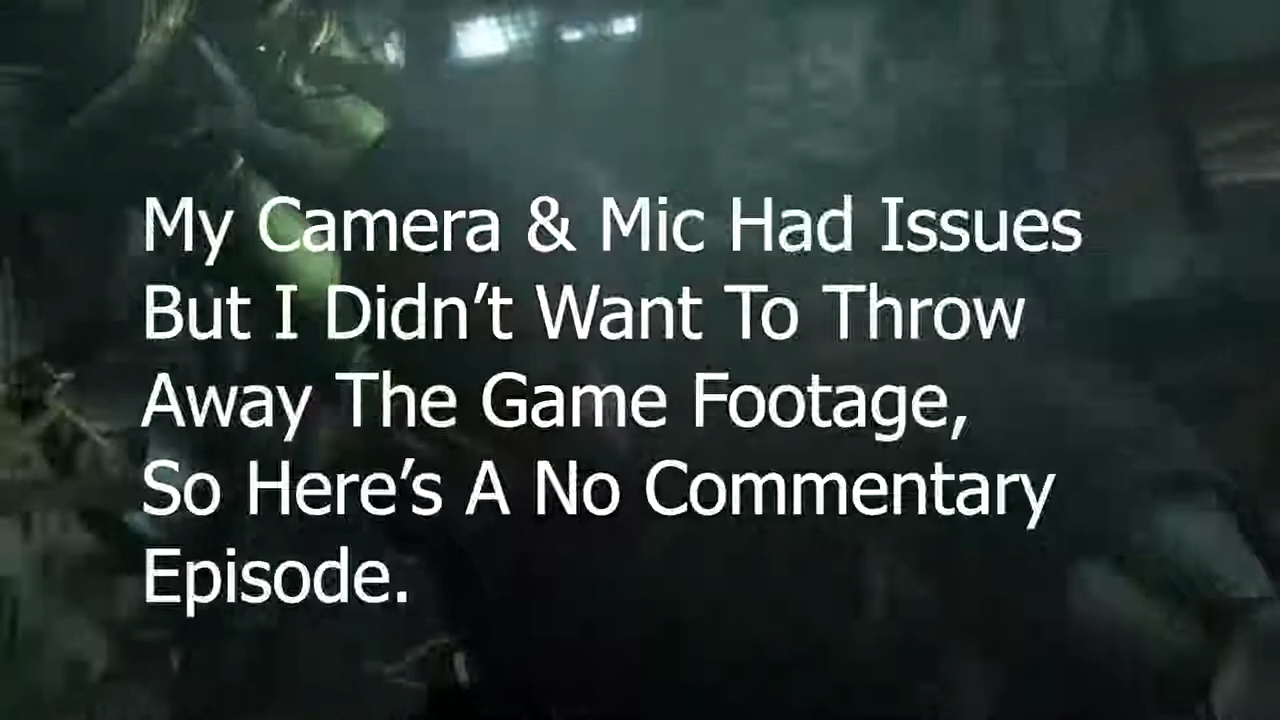 My Camera & Mic Had Issues
But I Didn’t Want To Throw
Away The Game Footage,
So Here’s A No Commentary
Episode.